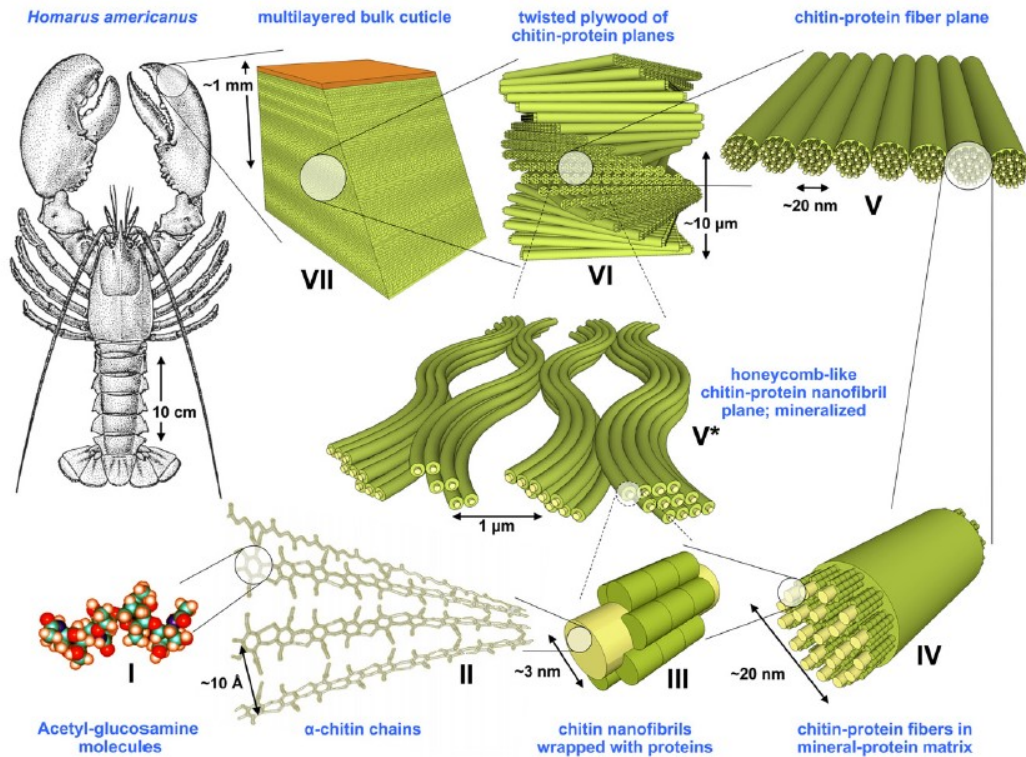 Homarus americanus
multilayered bulk cuticle
twisted plywood of
chitin-protein planes
chitin-protein fiber plane
~1 mm
~10 µm
~20 nm
V
VII
VI
honeycomb-like
chitin-protein nanofibril
plane; mineralized
V*
10 cm
1 µm
I
~10 Å
II
~3 nm
III
~20 nm
IV
Acetyl-glucosamine
molecules
α-chitin chains
chitin nanofibrils
wrapped with proteins
chitin-protein fibers in
mineral-protein matrix